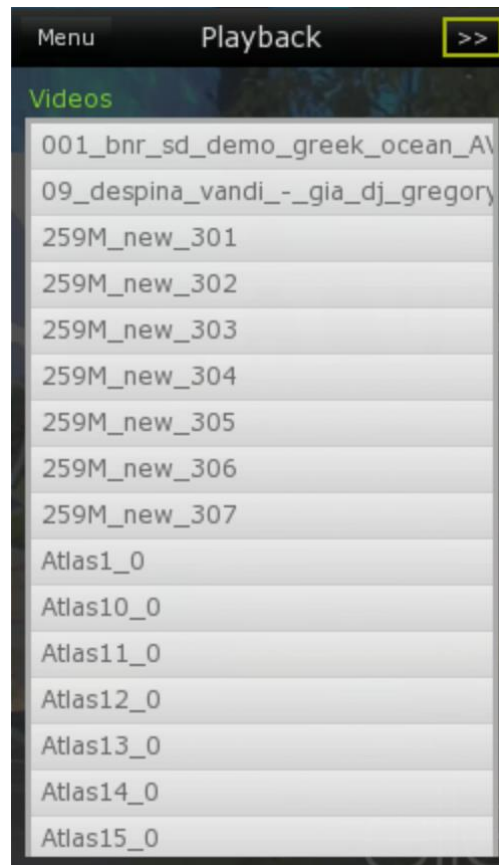 Menu Playback >>
Videos
001_bnr_sd_demo_greek_ocean_A
09_despina_vandi_-_gia_dj_gregory
259M_new_301
259M_new_302
259M_new_303
259M_new_304
259M_new_305
259M_new_306
259M_new_307
Atlas1_0
Atlas10_0
Atlas11_0
Atlas12_0
Atlas13_0
Atlas14_0
Atlas15_0